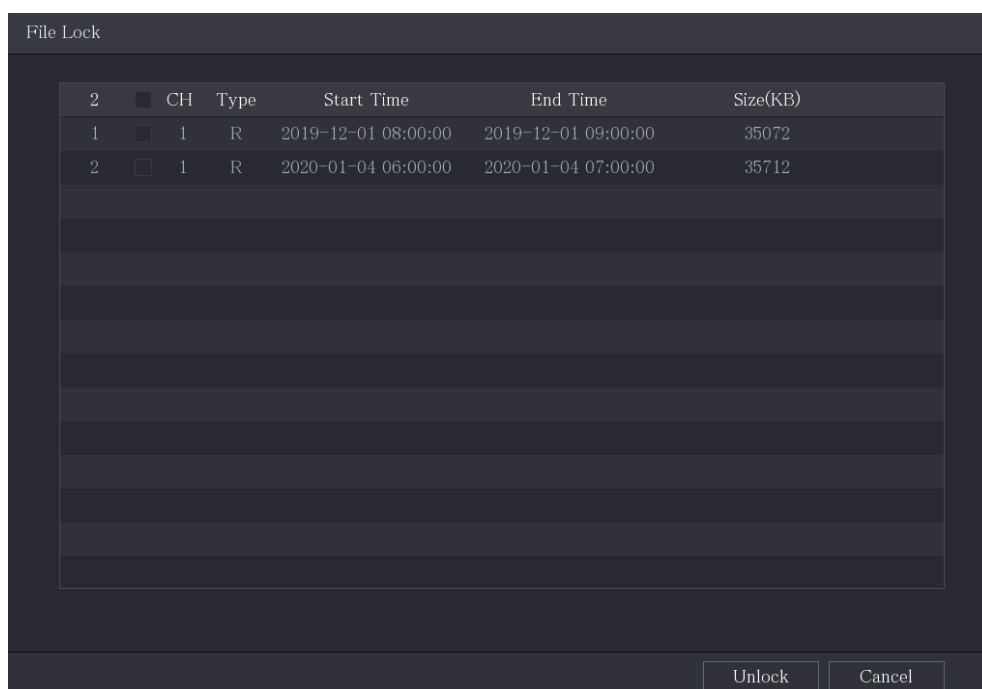 File Lock
2 CH Type Start Time End Time Size(KB)
1 1 R 2019-12-01 08:00:00 2019-12-01 09:00:00 35072
2 1 R 2020-01-04 06:00:00 2020-01-04 07:00:00 35712
Unlock Cancel